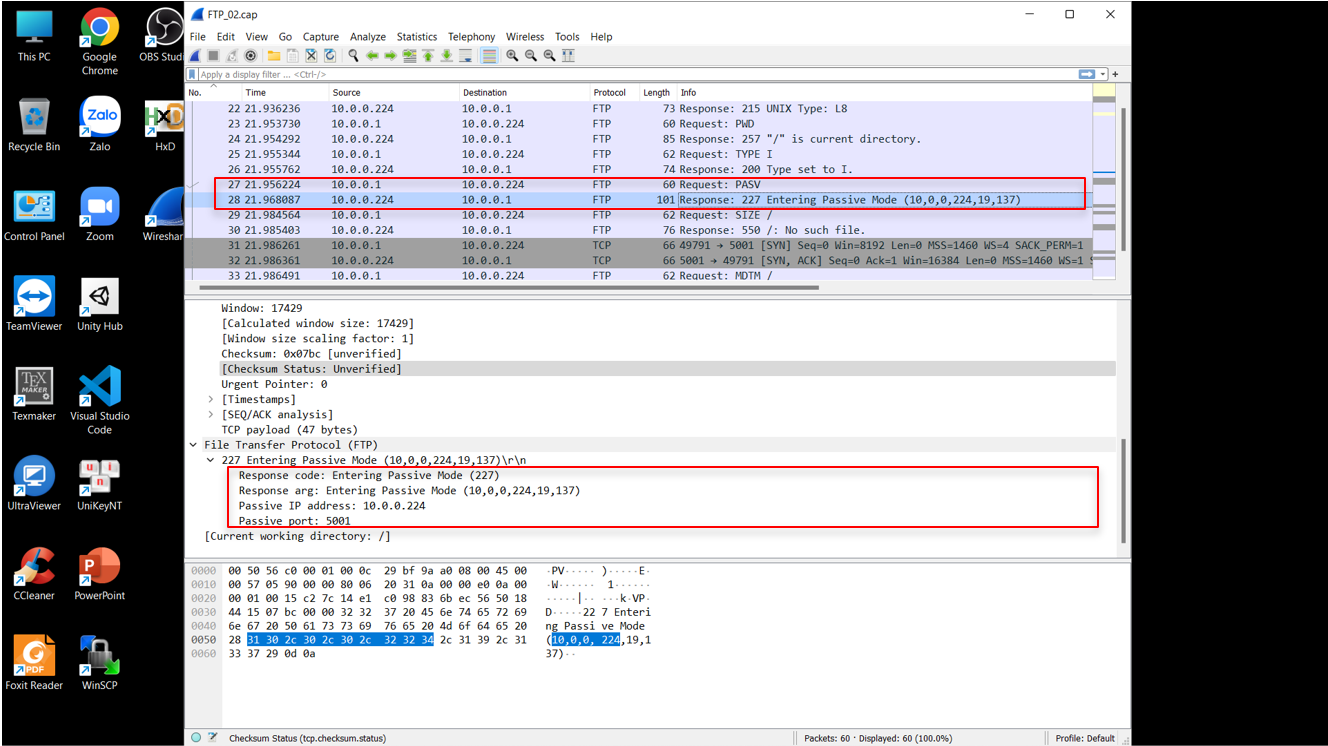 This PC
Google
Chrome
OBS Studi
Recycle Bin
Zalo
Zalo
HxD
HxD
Control Panel
Zoom
Wireshar
TeamViewer
Unity Hub
TEX
MAKER
Texmaker
Visual Studio
Code
UltraViewer
u n i
UniKeyNT
CCleaner
P
PowerPoint
PDF
Foxit Reader
WinSCP
FTP_02.cap
File Edit View Go Capture Analyze Statistics Telephony Wireless Tools Help
Apply a display filter ... <Ctrl-/>
No. Time Source Destination Protocol Length Info
22 21.936236 10.0.0.224 10.0.0.1 FTP 73 Response: 215 UNIX Type: L8
23 21.953730 10.0.0.1 10.0.0.224 FTP 60 Request: PWD
24 21.954292 10.0.0.224 10.0.0.1 FTP 85 Response: 257 "/" is current directory.
25 21.955344 10.0.0.1 10.0.0.224 FTP 62 Request: TYPE I
26 21.955762 10.0.0.224 10.0.0.1 FTP 74 Response: 200 Type set to I.
27 21.956224 10.0.0.1 10.0.0.224 FTP 60 Request: PASV
28 21.968087 10.0.0.224 10.0.0.1 FTP 101 Response: 227 Entering Passive Mode (10,0,0,224,19,137)
29 21.984564 10.0.0.1 10.0.0.224 FTP 62 Request: SIZE /
30 21.985403 10.0.0.224 10.0.0.1 FTP 76 Response: 550 /: No such file.
31 21.986261 10.0.0.1 10.0.0.224 TCP 66 49791 → 5001 [SYN] Seq=0 Win=8192 Len=0 MSS=1460 WS=4 SACK_PERM=1
32 21.986361 10.0.0.224 10.0.0.1 TCP 66 5001 → 49791 [SYN, ACK] Seq=0 Ack=1 Win=16384 Len=0 MSS=1460 WS=1 S
33 21.986491 10.0.0.1 10.0.0.224 FTP 62 Request: MDTM /
Window: 17429
[Calculated window size: 17429]
[Window size scaling factor: 1]
Checksum: 0x07bc [unverified]
[Checksum Status: Unverified]
Urgent Pointer: 0
[Timestamps]
[SEQ/ACK analysis]
TCP payload (47 bytes)
File Transfer Protocol (FTP)
227 Entering Passive Mode (10,0,0,224,19,137)\r\n
Response code: Entering Passive Mode (227)
Response arg: Entering Passive Mode (10,0,0,224,19,137)
Passive IP address: 10.0.0.224
Passive port: 5001
[Current working directory: /]
0000 00 50 56 c0 00 01 00 0c 29 bf 9a a0 08 00 45 00 ·PV····· )·····E·
0010 00 57 05 90 00 00 80 06 20 31 0a 00 00 e0 0a 00 ·W······ 1······
0020 00 01 00 15 c2 7c 14 e1 c0 98 83 6b ec 56 50 18 ·····|·· ···k·VP·
0030 44 15 07 bc 00 00 32 32 37 20 45 6e 74 65 72 69 D·····22 7 Enteri
0040 6e 67 20 50 61 73 73 69 76 65 20 4d 6f 64 65 20 ng Passi ve Mode
0050 28 31 30 2c 30 2c 30 2c 32 32 34 2c 31 39 2c 31 (10,0,0, 224,19,1
0060 33 37 29 0d 0a 37)··
Checksum Status (tcp.checksum.status) Packets: 60 · Displayed: 60 (100.0%) Profile: Default